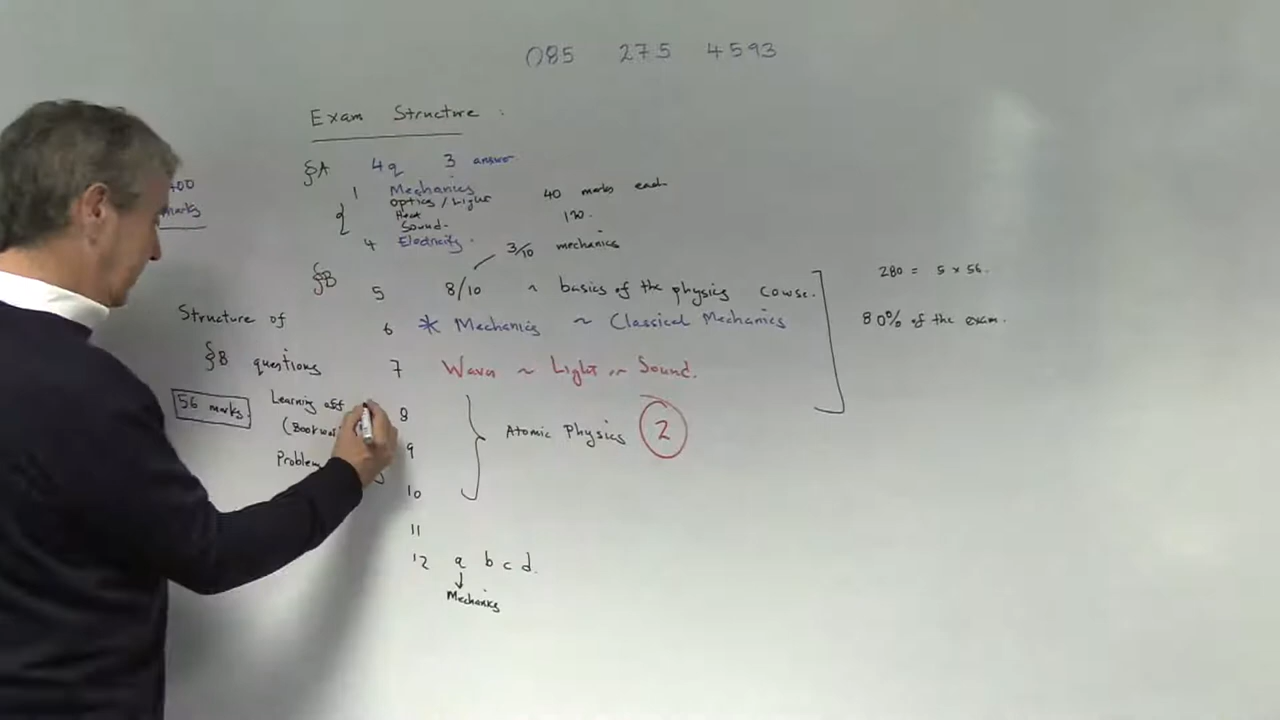 085 275 4593
Exam Structure :
§A 4q 3 answer
400
marks
1 Mechanics
Optics / Light
Heat
Sound
4 Electricity
40 marks each
120.
3/10 mechanics
§B
5 8/10 ~ basics of the physics course.
6 * Mechanics ~ Classical Mechanics
7 Waves ~ Light or Sound.
8
9
10
Atomic Physics 2
11
12 a b c d.
Mechanics
280 = 5 x 56.
80% of the exam.
Structure of
§B questions
56 marks.
Learning off
Problem